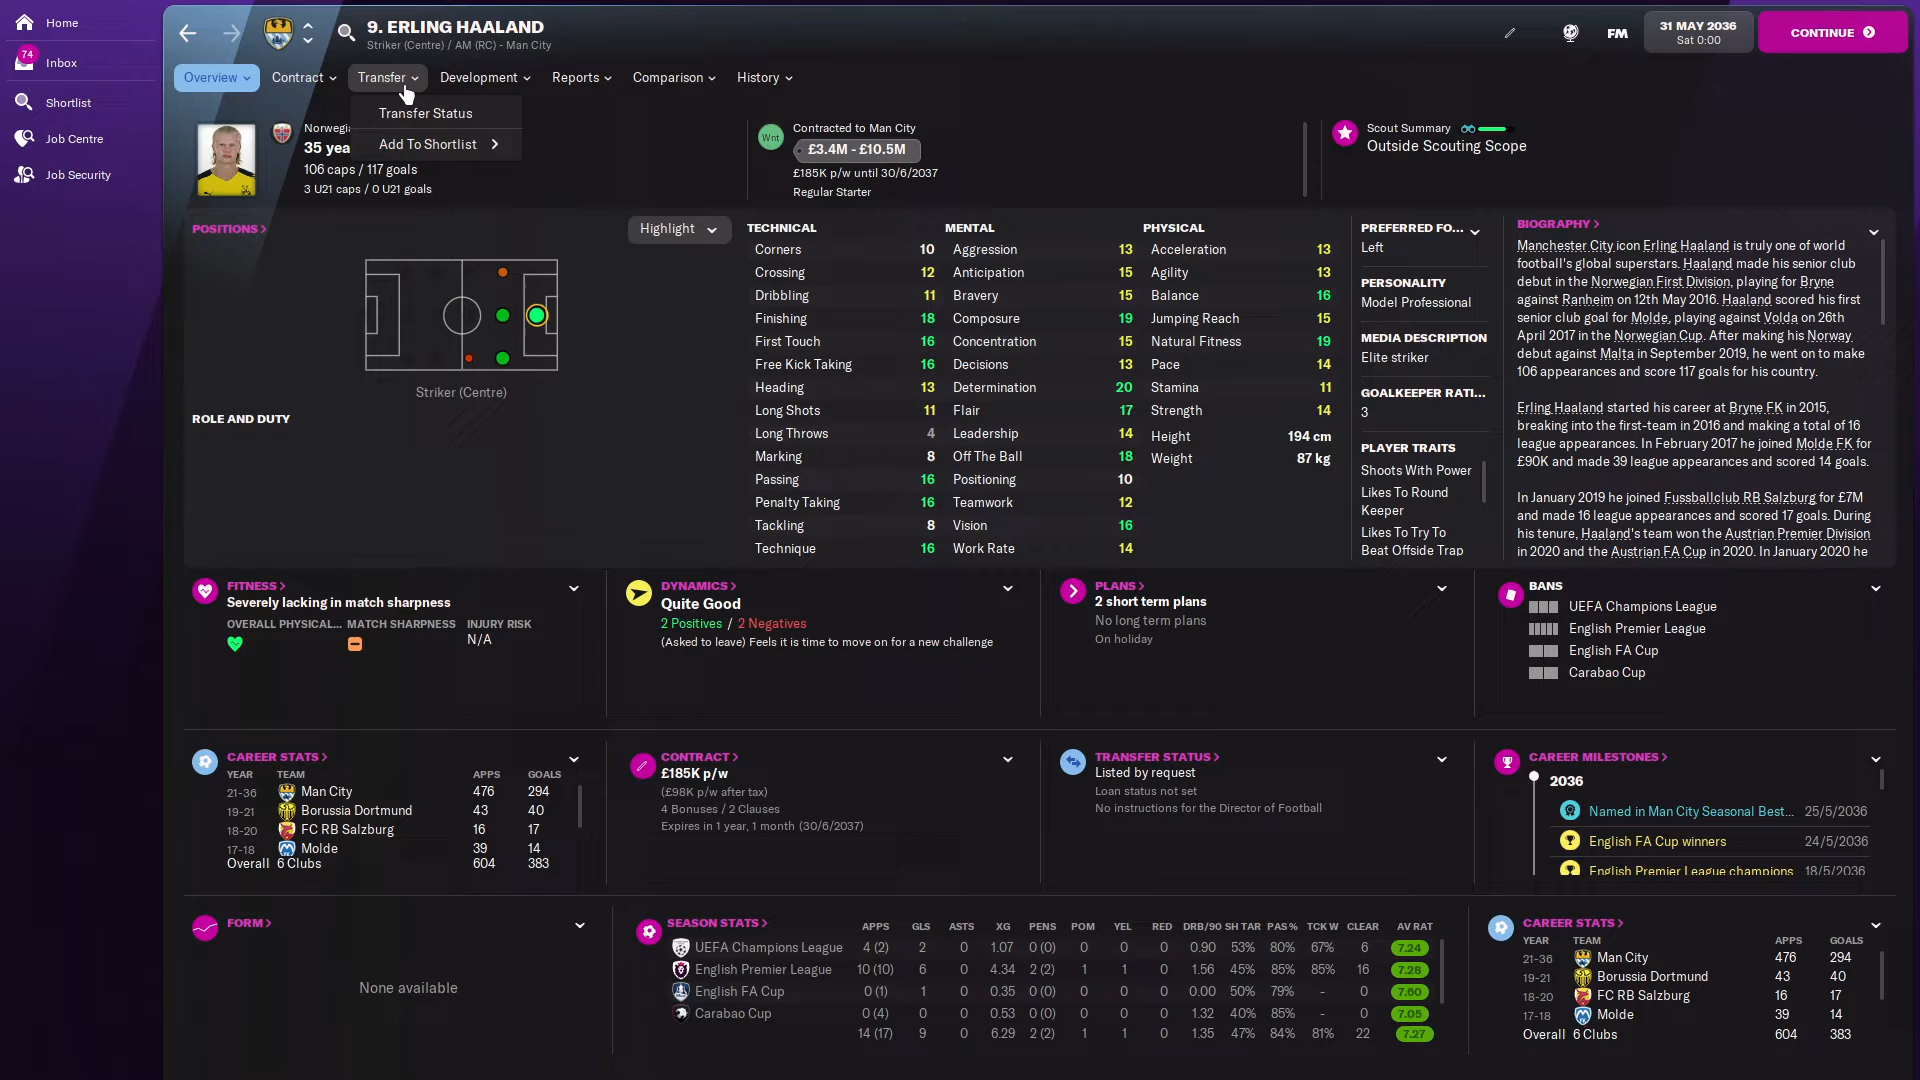 Home
74
Inbox
Shortlist
Job Centre
Job Security
9. ERLING HAALAND
Striker (Centre) / AM (RC) - Man City
FM
31 MAY 2036
Sat 0:00
CONTINUE
Overview
Contract
Transfer
Development
Reports
Comparison
History
Transfer Status
Add To Shortlist
35 yea
106 caps / 117 goals
3 U21 caps / 0 U21 goals
Wnt
Contracted to Man City
£3.4M - £10.5M
£185K p/w until 30/6/2037
Regular Starter
Scout Summary
Outside Scouting Scope
POSITIONS
Highlight
Striker (Centre)
ROLE AND DUTY
TECHNICAL
Corners 10
Crossing 12
Dribbling 11
Finishing 18
First Touch 16
Free Kick Taking 16
Heading 13
Long Shots 11
Long Throws 4
Marking 8
Passing 16
Penalty Taking 16
Tackling 8
Technique 16
MENTAL
Aggression 13
Anticipation 15
Bravery 15
Composure 19
Concentration 15
Decisions 13
Determination 20
Flair 17
Leadership 14
Off The Ball 18
Positioning 10
Teamwork 12
Vision 16
Work Rate 14
PHYSICAL
Acceleration 13
Agility 13
Balance 16
Jumping Reach 15
Natural Fitness 19
Pace 14
Stamina 11
Strength 14
Height 194 cm
Weight 87 kg
PREFERRED FO...
Left
PERSONALITY
Model Professional
MEDIA DESCRIPTION
Elite striker
GOALKEEPER RATI...
3
PLAYER TRAITS
Shoots With Power
Likes To Round
Keeper
Likes To Try To
Beat Offside Trap
BIOGRAPHY
Manchester City icon Erling Haaland is truly one of world
football's global superstars. Haaland made his senior club
debut in the Norwegian First Division, playing for Bryne
against Ranheim on 12th May 2016. Haaland scored his first
senior club goal for Molde, playing against Volda on 26th
April 2017 in the Norwegian Cup. After making his Norway
debut against Malta in September 2019, he went on to make
106 appearances and score 117 goals for his country.
Erling Haaland started his career at Bryne FK in 2015,
breaking into the first-team in 2016 and making a total of 16
league appearances. In February 2017 he joined Molde FK for
£90K and made 39 league appearances and scored 14 goals.
In January 2019 he joined Fussballclub RB Salzburg for £7M
and made 16 league appearances and scored 17 goals. During
his tenure, Haaland's team won the Austrian Premier Division
in 2020 and the Austrian FA Cup in 2020. In January 2020 he
FITNESS
Severely lacking in match sharpness
OVERALL PHYSICAL... MATCH SHARPNESS INJURY RISK
N/A
DYNAMICS
Quite Good
2 Positives / 2 Negatives
(Asked to leave) Feels it is time to move on for a new challenge
PLANS
2 short term plans
No long term plans
On holiday
BANS
UEFA Champions League
English Premier League
English FA Cup
Carabao Cup
CAREER STATS
YEAR TEAM APPS GOALS
21-36 Man City 476 294
19-21 Borussia Dortmund 43 40
18-20 FC RB Salzburg 16 17
17-18 Molde 39 14
Overall 6 Clubs 604 383
CONTRACT
£185K p/w
(£98K p/w after tax)
4 Bonuses / 2 Clauses
Expires in 1 year, 1 month (30/6/2037)
TRANSFER STATUS
Listed by request
Loan status not set
No instructions for the Director of Football
CAREER MILESTONES
2036
Named in Man City Seasonal Best... 25/5/2036
English FA Cup winners 24/5/2036
English Premier League champions 18/5/2036
FORM
None available
SEASON STATS APPS GLS ASTS XG PENS POM YEL RED DRB/90 SH TAR PAS % TCK W CLEAR AV RAT
UEFA Champions League 4 (2) 2 0 1.07 0 (0) 0 0 0 0.90 53% 80% 67% 6 7.24
English Premier League 10 (10) 6 0 4.34 2 (2) 1 1 0 1.56 45% 85% 85% 16 7.28
English FA Cup 0 (1) 1 0 0.35 0 (0) 0 0 0 0.00 50% 79% - 0 7.60
Carabao Cup 0 (4) 0 0 0.53 0 (0) 0 0 0 1.32 40% 85% - 0 7.05
14 (17) 9 0 6.29 2 (2) 1 1 0 1.35 47% 84% 81% 22 7.27
CAREER STATS
YEAR TEAM APPS GOALS
21-36 Man City 476 294
19-21 Borussia Dortmund 43 40
18-20 FC RB Salzburg 16 17
17-18 Molde 39 14
Overall 6 Clubs 604 383